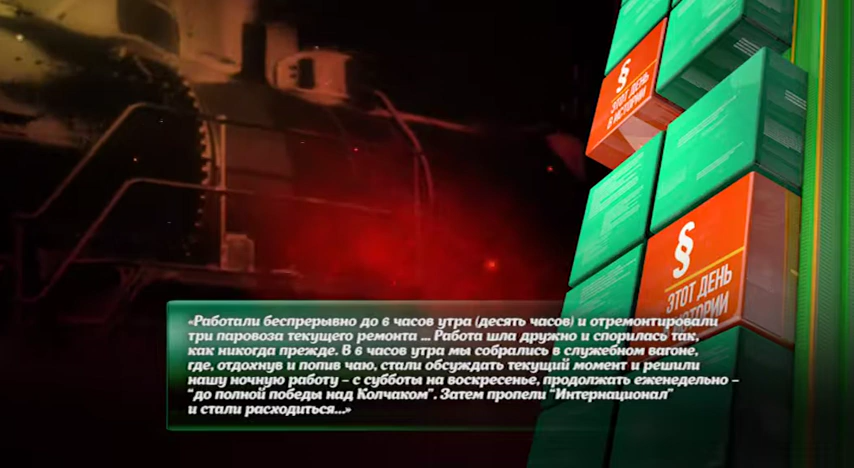 §
ЭТОТ ДЕНЬ
В ИСТОРИИ
§
ЭТОТ ДЕНЬ
ИСТОРИИ
«Работали беспрерывно до 6 часов утра (десять часов) и отремонтировали
три паровоза текущего ремонта ... Работа шла дружно и спорилась так,
как никогда прежде. В 6 часов утра мы собрались в служебном вагоне,
где, отдохнув и попив чаю, стали обсуждать текущий момент и решили
нашу ночную работу – с субботы на воскресенье, продолжать еженедельно –
“до полной победы над Колчаком”. Затем пропели “Интернационал”
и стали расходиться...»